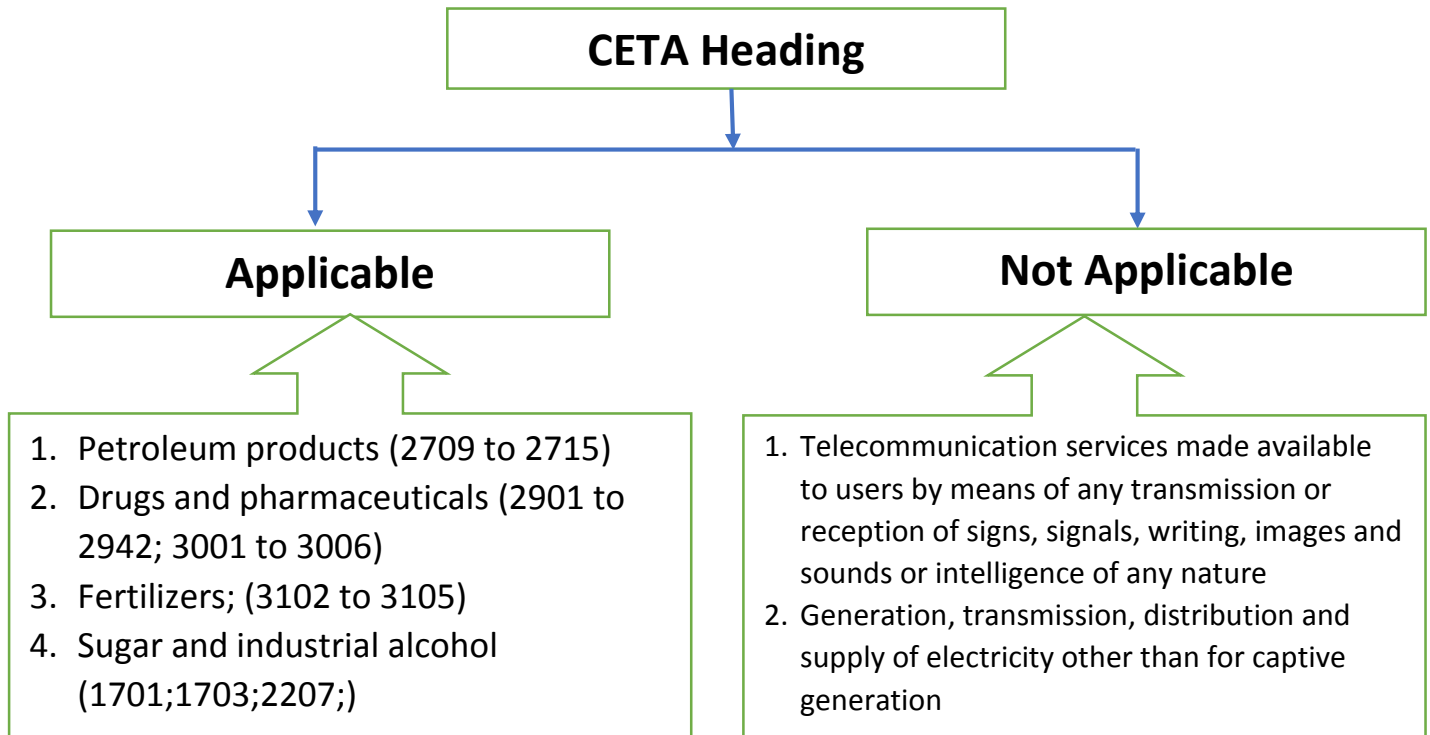 CETA Heading
Applicable
Not Applicable
1. Petroleum products (2709 to 2715)
2. Drugs and pharmaceuticals (2901 to
2942; 3001 to 3006)
3. Fertilizers; (3102 to 3105)
4. Sugar and industrial alcohol
(1701;1703;2207;)
1. Telecommunication services made available
to users by means of any transmission or
reception of signs, signals, writing, images and
sounds or intelligence of any nature
2. Generation, transmission, distribution and
supply of electricity other than for captive
generation